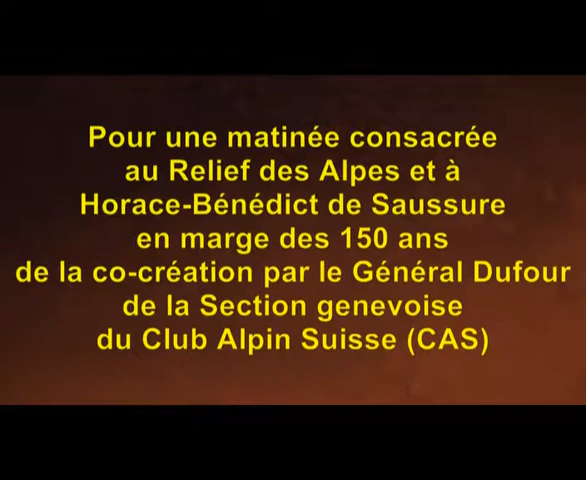 Pour une matinée consacrée
au Relief des Alpes et à
Horace-Bénédict de Saussure
en marge des 150 ans
de la co-création par le Général Dufour
de la Section genevoise
du Club Alpin Suisse (CAS)